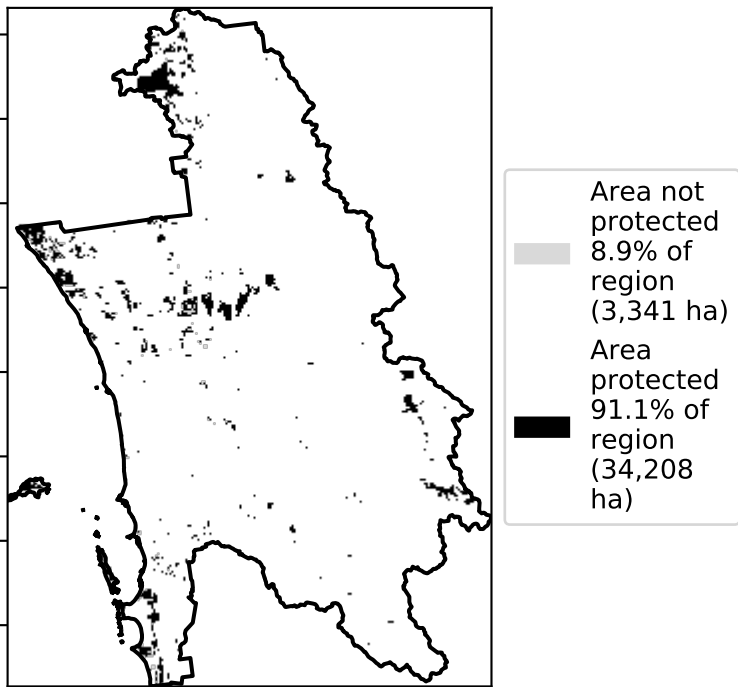 Area not
protected
8.9% of
region
(3,341 ha)
Area
protected
91.1% of
region
(34,208
ha)